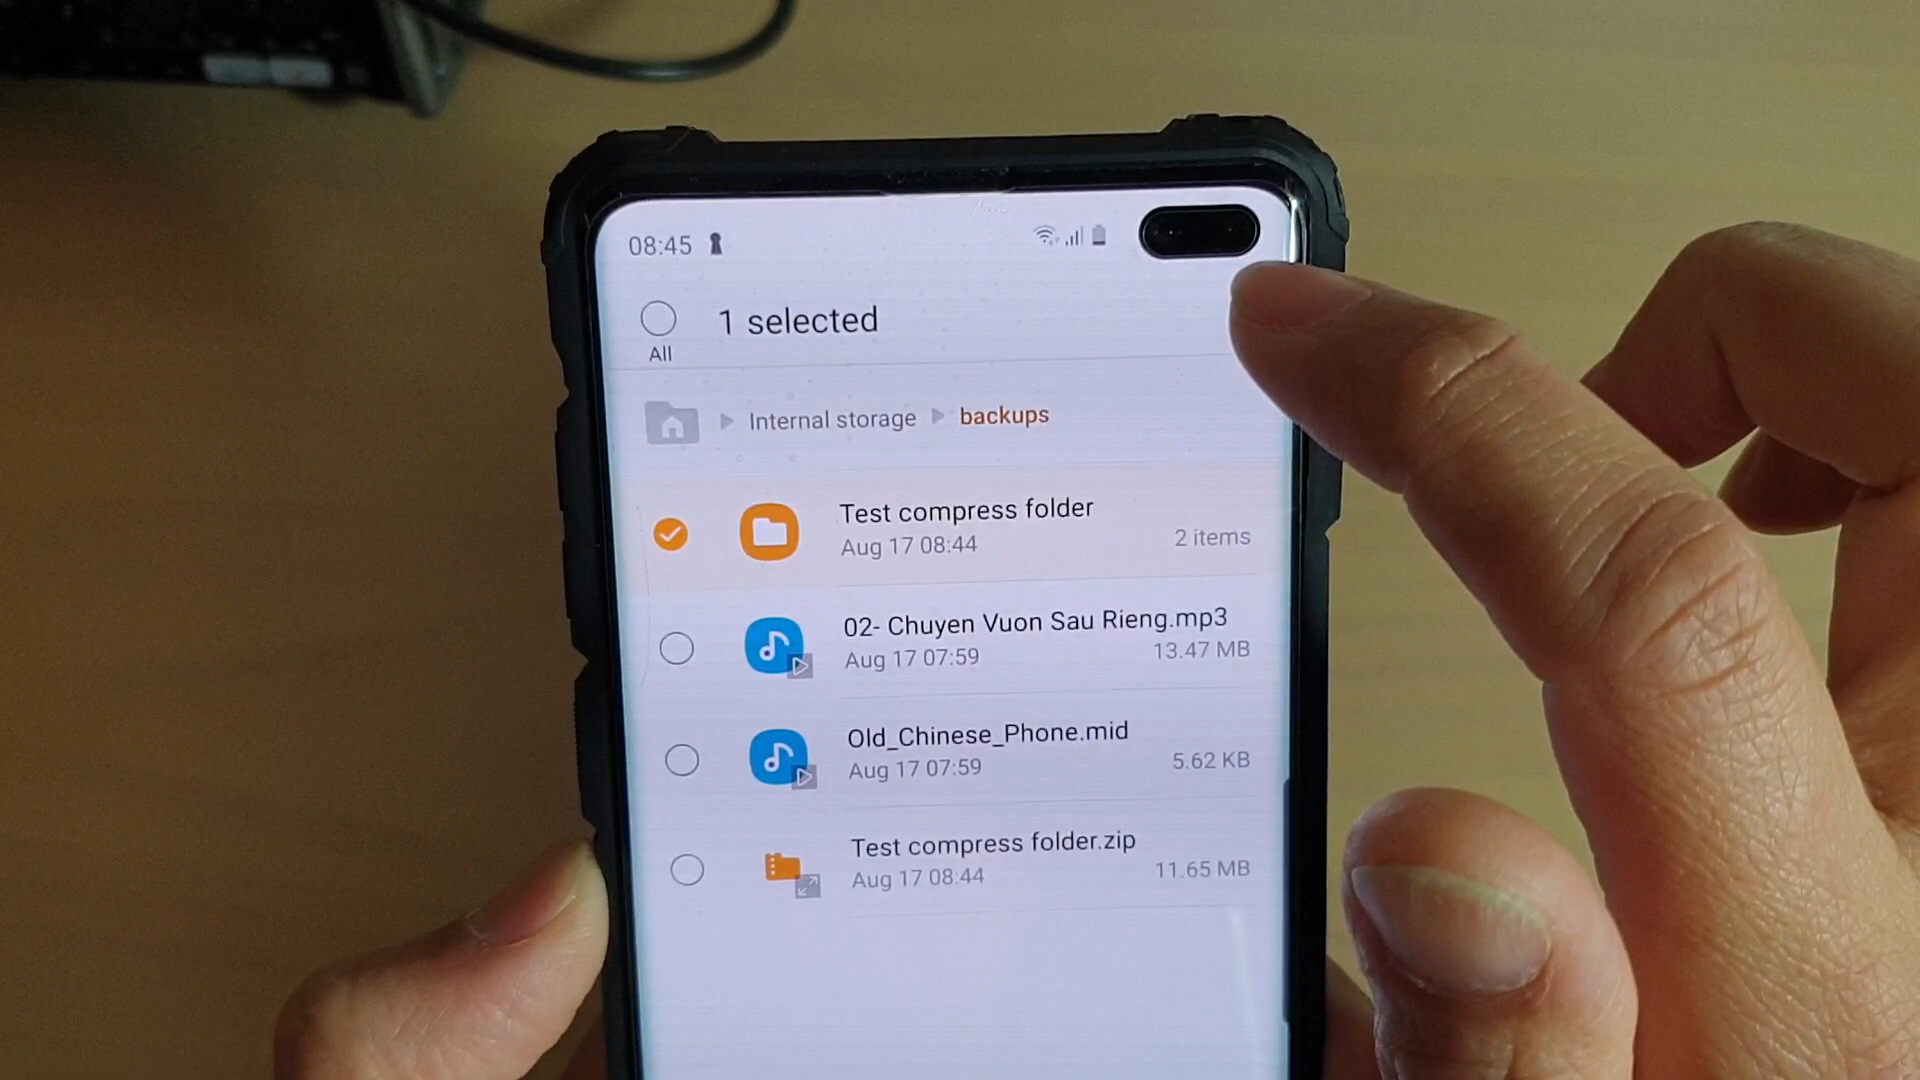 08:45
1 selected
All
Internal storage backups
Test compress folder
Aug 17 08:44 2 items
02- Chuyen Vuon Sau Rieng.mp3
Aug 17 07:59 13.47 MB
Old_Chinese_Phone.mid
Aug 17 07:59 5.62 KB
Test compress folder.zip
Aug 17 08:44 11.65 MB